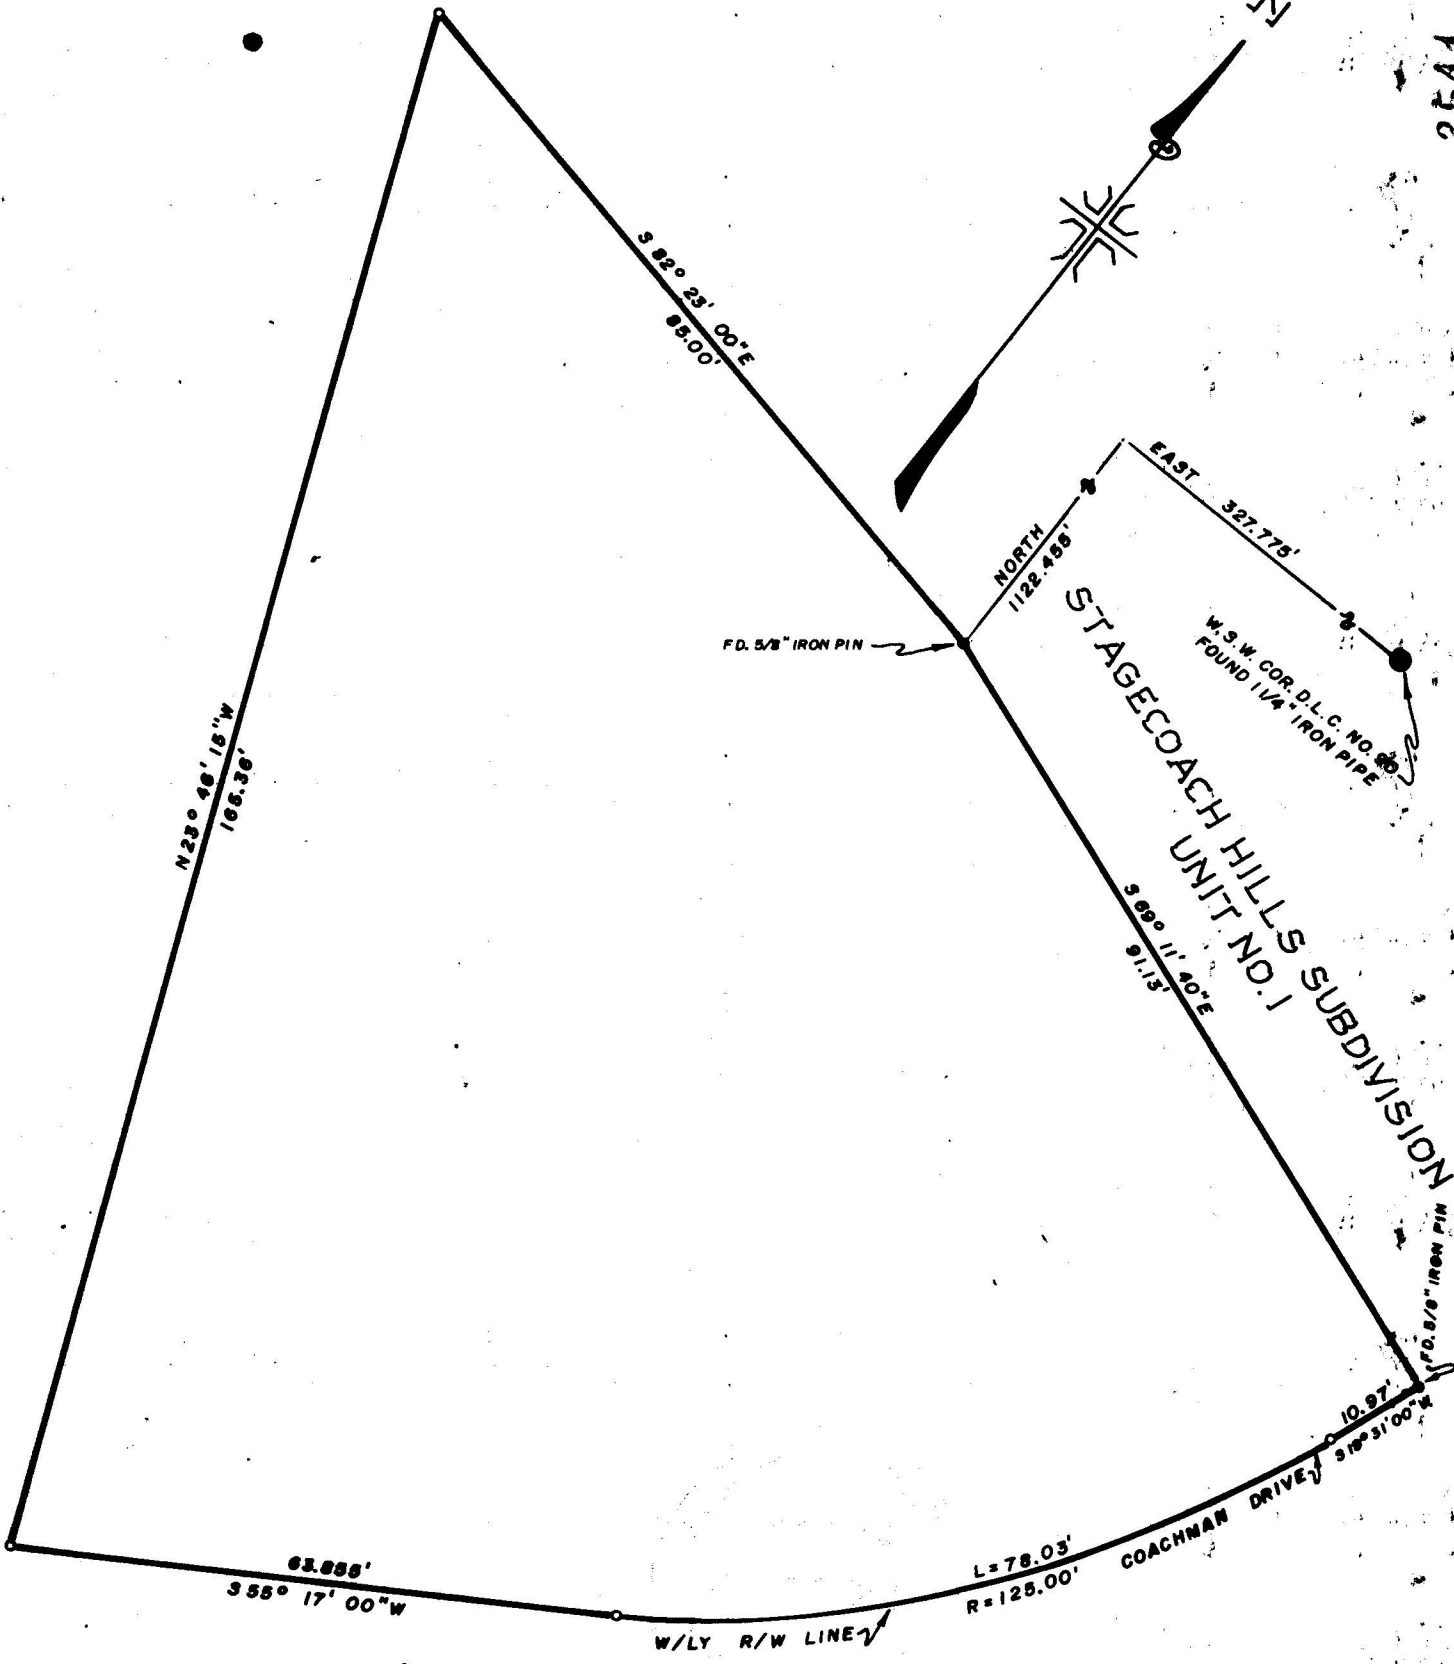 N
S 82° 23' 00"E
85.00'
EAST 327.775'
NORTH
1122.455'
FD. 5/8" IRON PIN
W.S.W. COR. D.L.C. NO. 90
FOUND 1 1/4" IRON PIPE
STAGECOACH HILLS SUBDIVISION
UNIT NO. 1
N 23° 46' 15"W
165.36'
S 69° 11' 40"E
91.13'
FD. 5/8" IRON PIN
10.97'
S 19° 31' 00"W
COACHMAN DRIVE
L = 78.03'
R = 125.00'
63.855'
S 55° 17' 00"W
W/LY R/W LINE